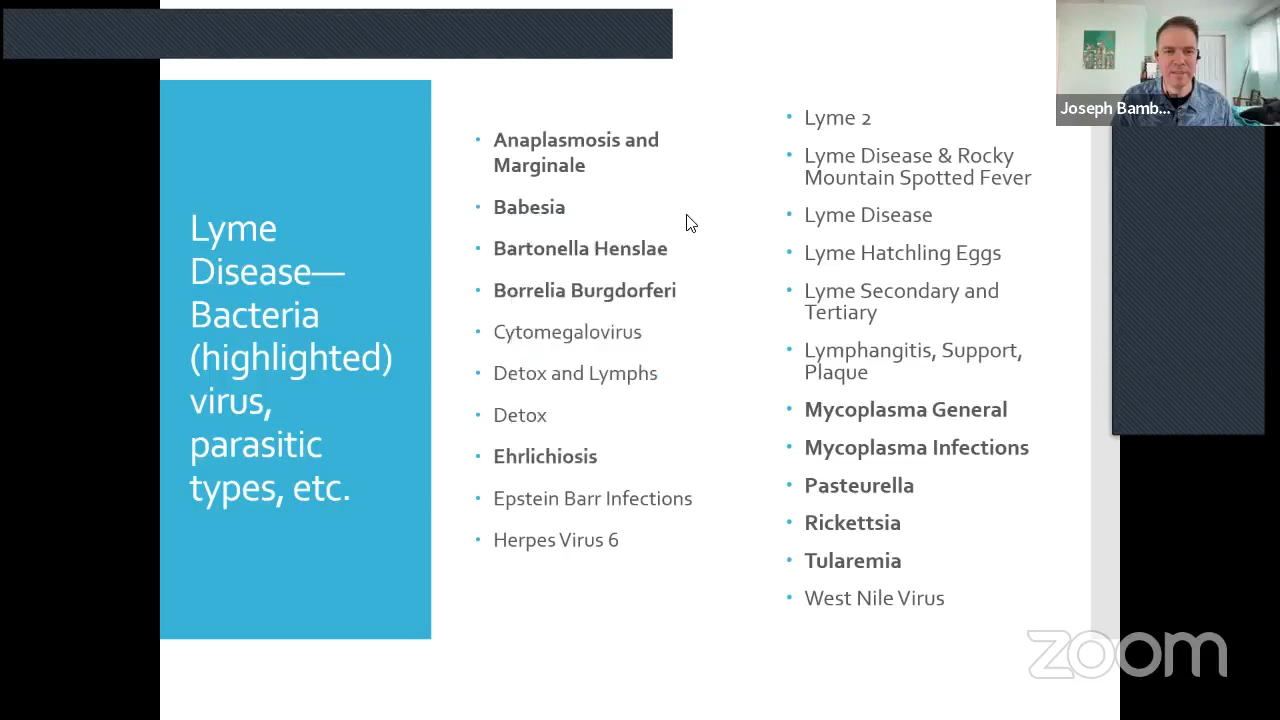 Joseph Bamb...
Lyme
Disease—
Bacteria
(highlighted)
virus,
parasitic
types, etc.
• Anaplasmosis and
Marginale
• Babesia
• Bartonella Henslae
• Borrelia Burgdorferi
• Cytomegalovirus
• Detox and Lymphs
• Detox
• Ehrlichiosis
• Epstein Barr Infections
• Herpes Virus 6
• Lyme 2
• Lyme Disease & Rocky
Mountain Spotted Fever
• Lyme Disease
• Lyme Hatchling Eggs
• Lyme Secondary and
Tertiary
• Lymphangitis, Support,
Plaque
• Mycoplasma General
• Mycoplasma Infections
• Pasteurella
• Rickettsia
• Tularemia
• West Nile Virus
zoom